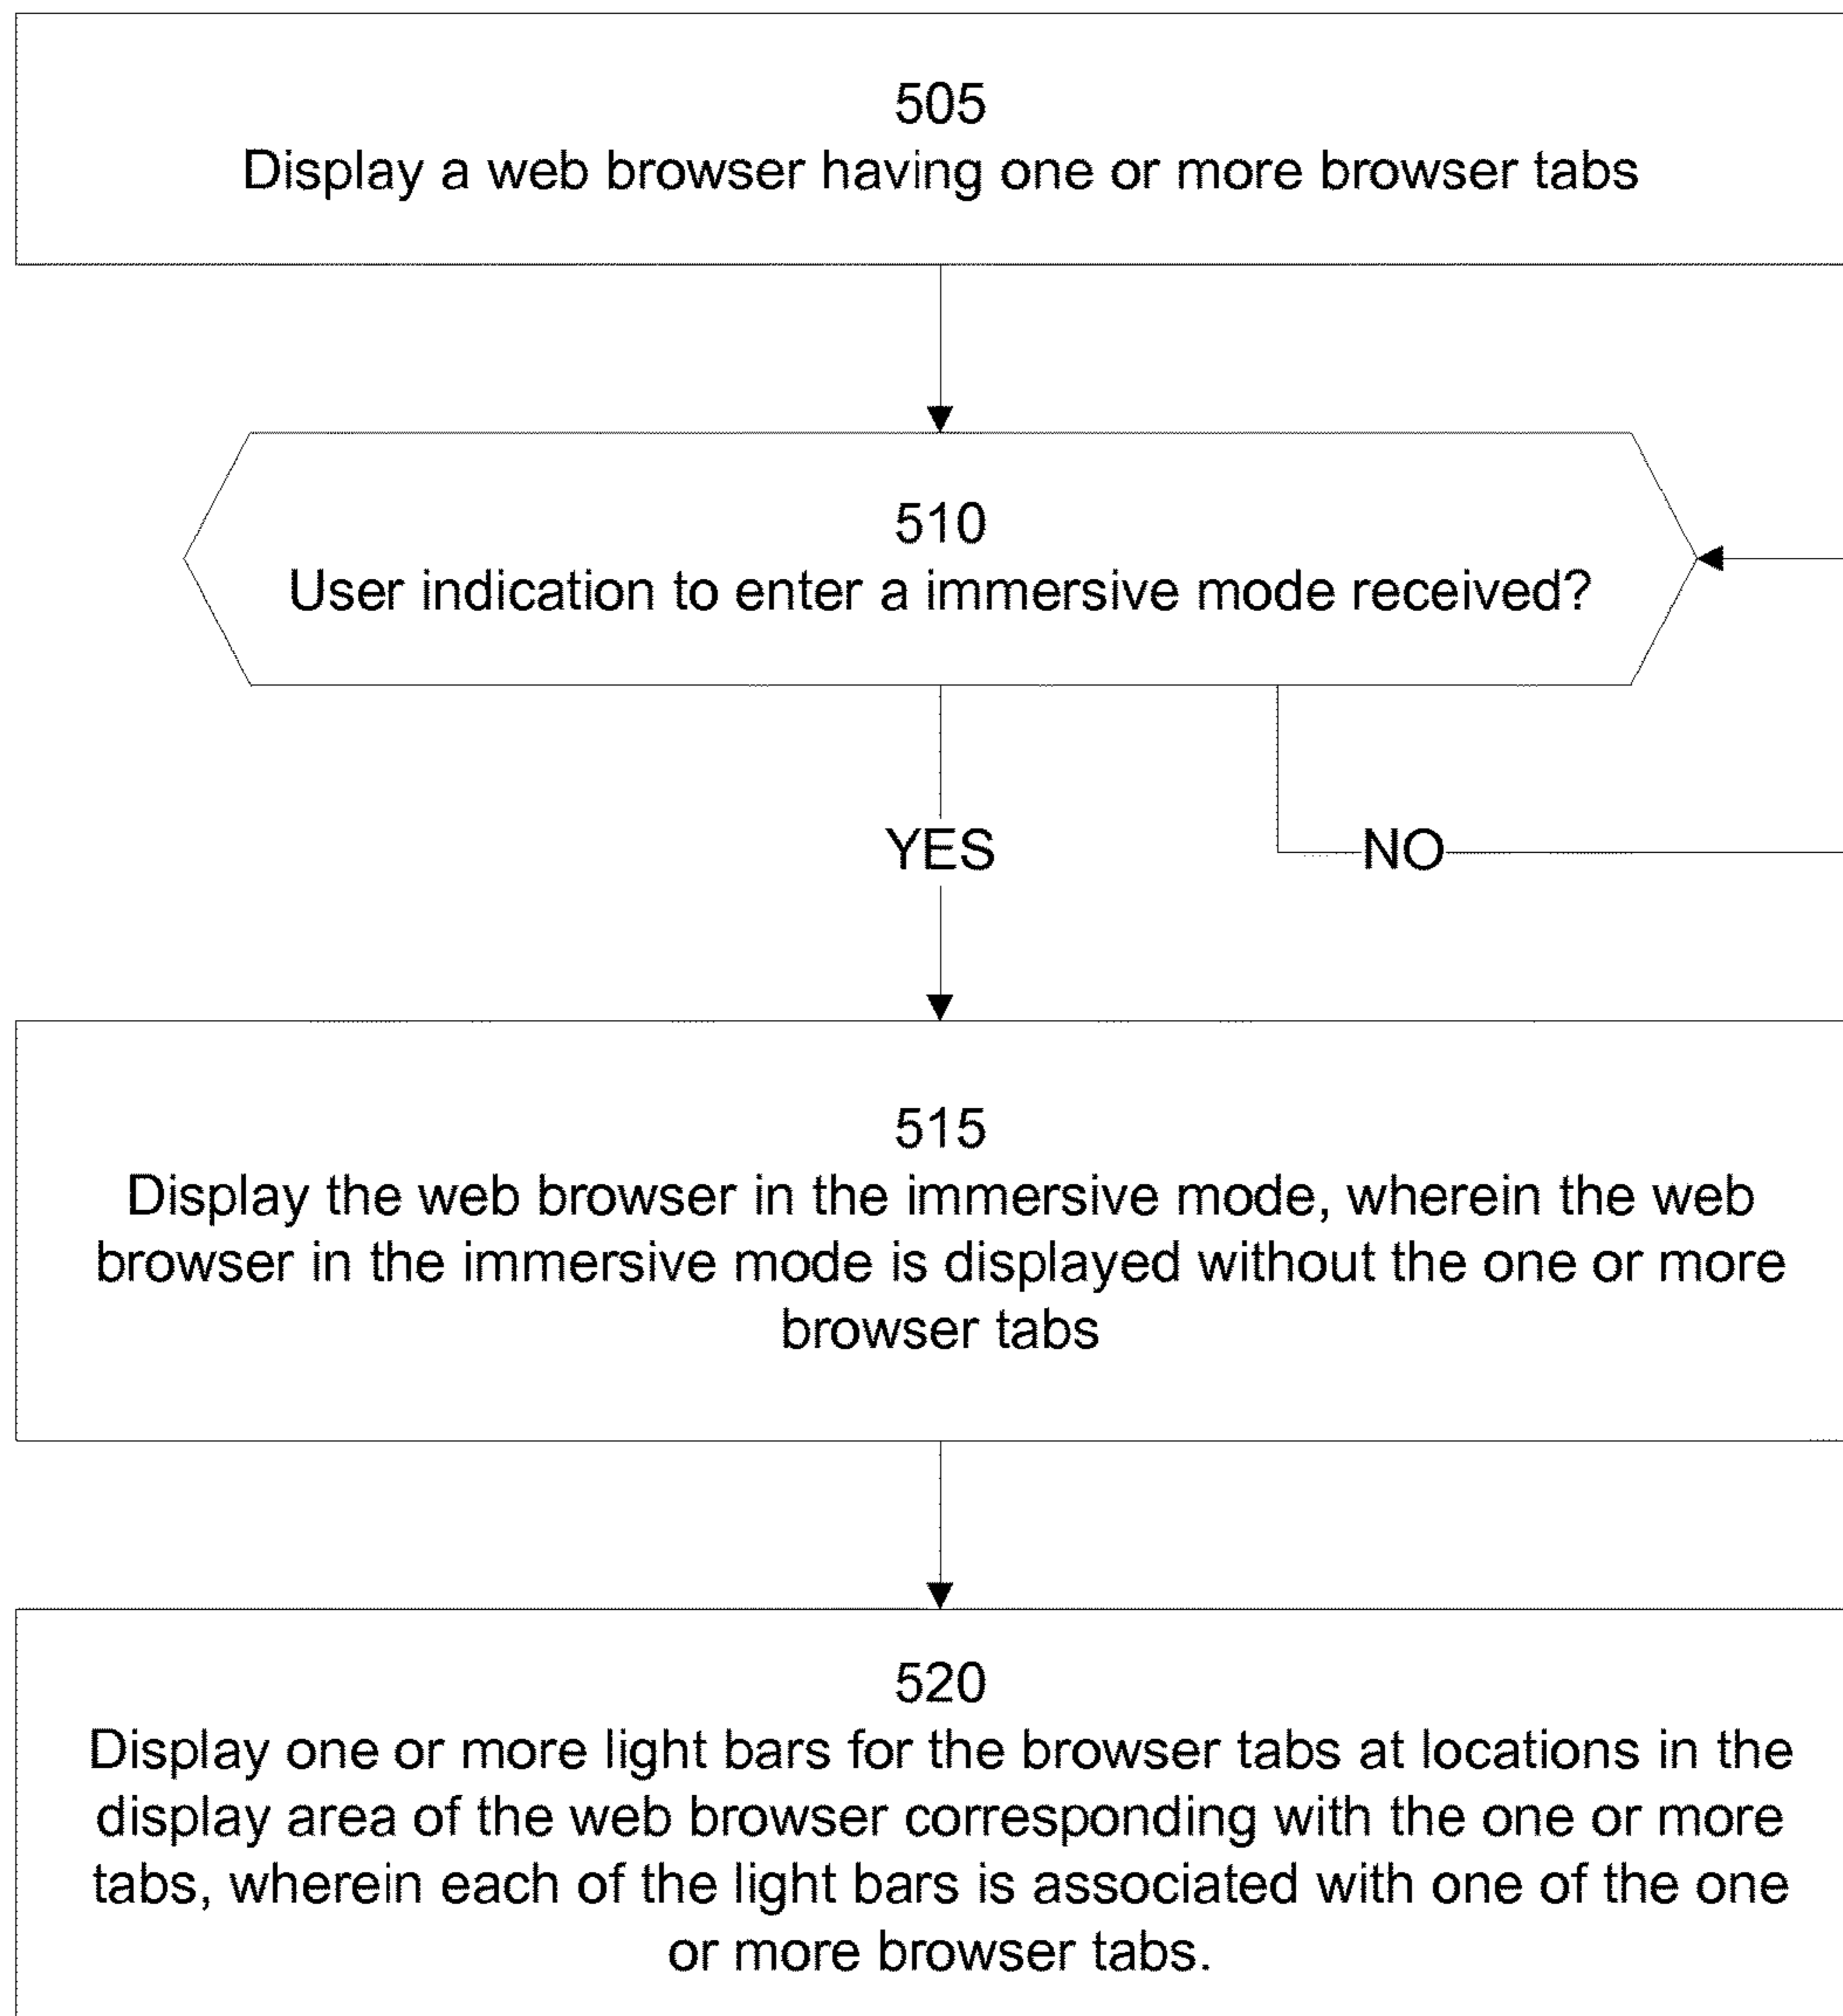 505
Display a web browser having one or more browser tabs
510
User indication to enter a immersive mode received?
YES
NO
515
Display the web browser in the immersive mode, wherein the web
browser in the immersive mode is displayed without the one or more
browser tabs
520
Display one or more light bars for the browser tabs at locations in the
display area of the web browser corresponding with the one or more
tabs, wherein each of the light bars is associated with one of the one
or more browser tabs.